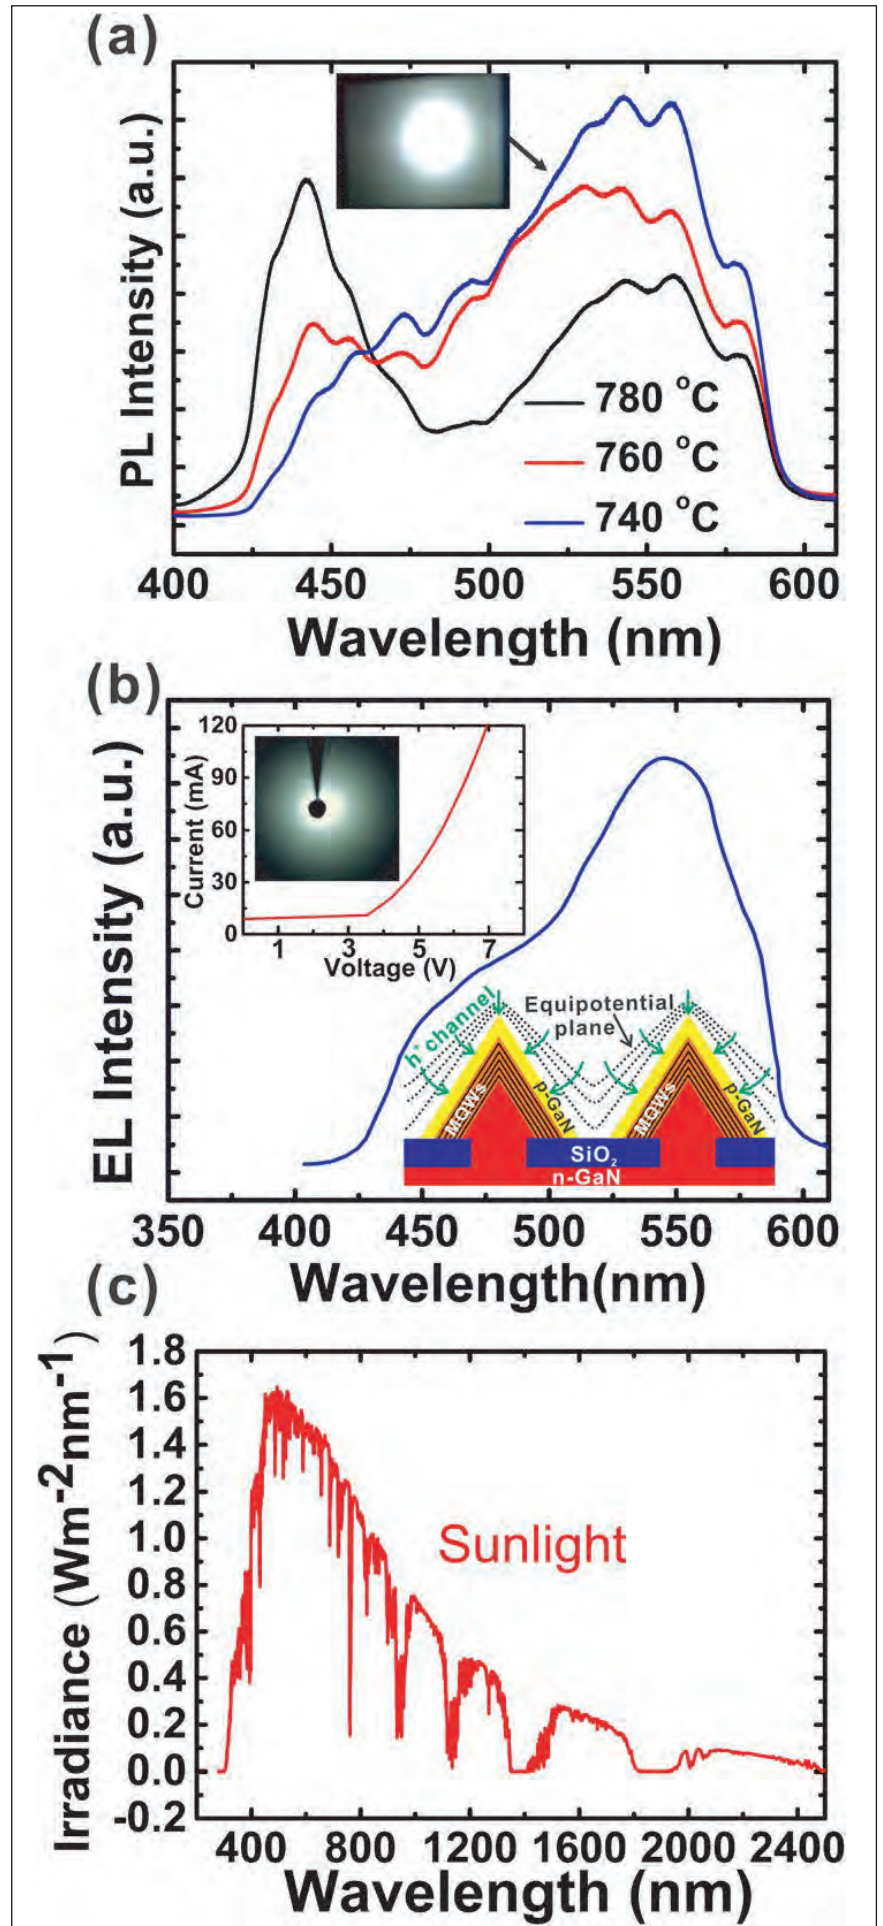 (a)
PL Intensity (a.u.)
780 °C
760 °C
740 °C
400 450 500 550 600
Wavelength (nm)
(b)
EL Intensity (a.u.)
Current (mA)
120
90
60
30
0
1 3 5 7
Voltage (V)
h+ channel
Equipotential
plane
MQWs
p-GaN
MQWs
p-GaN
SiO2
n-GaN
350 400 450 500 550 600
Wavelength(nm)
(c)
Irradiance (Wm-2nm-1)
1.8
1.6
1.4
1.2
1.0
0.8
0.6
0.4
0.2
0.0
-0.2
Sunlight
400 800 1200 1600 2000 2400
Wavelength (nm)